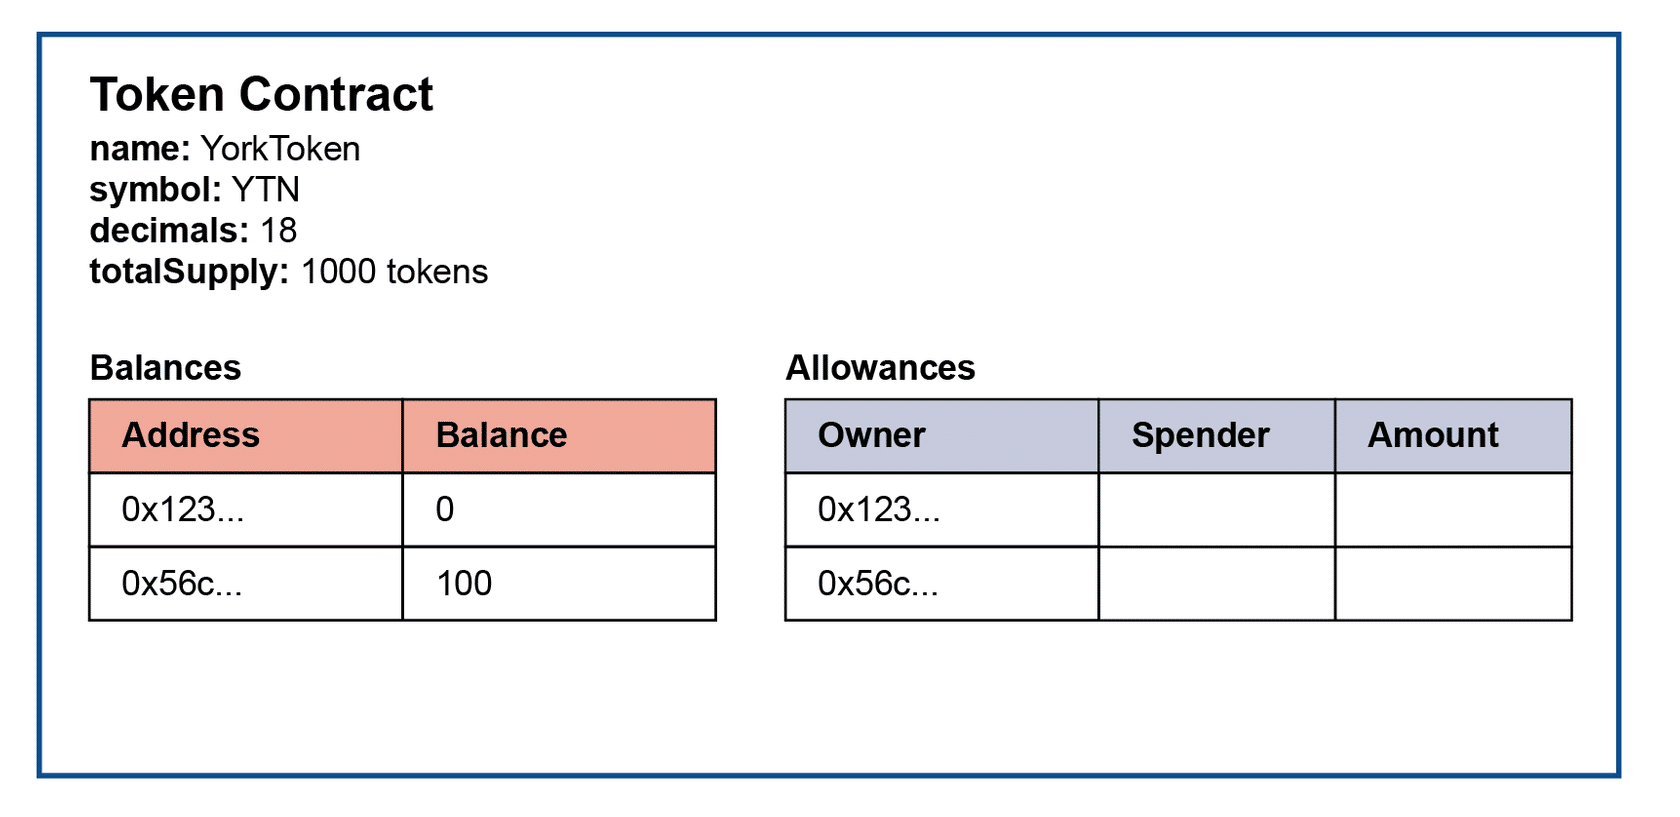 Token Contract
name: YorkToken
symbol: YTN
decimals: 18
totalSupply: 1000 tokens
Balances
Address Balance
0x123... 0
0x56c... 100
Allowances
Owner Spender Amount
0x123...
0x56c...